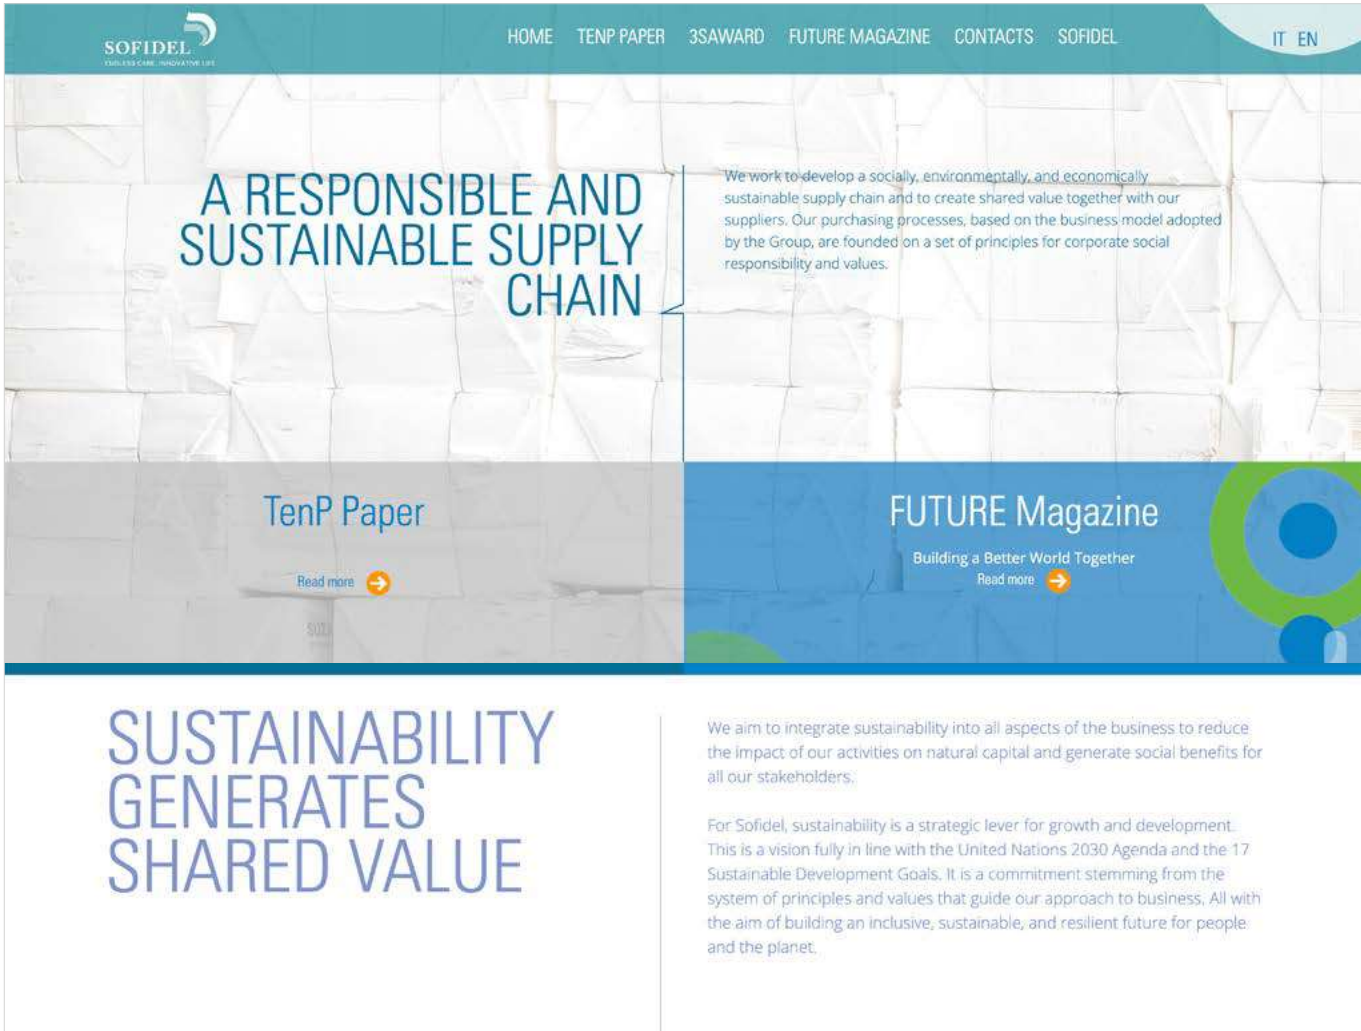 SOFIDEL
ENDLESS CARE, INNOVATIVE LIFE
HOME TENP PAPER 3SAWARD FUTURE MAGAZINE CONTACTS SOFIDEL
IT EN
A RESPONSIBLE AND
SUSTAINABLE SUPPLY
CHAIN
We work to develop a socially, environmentally, and economically
sustainable supply chain and to create shared value together with our
suppliers. Our purchasing processes, based on the business model adopted
by the Group, are founded on a set of principles for corporate social
responsibility and values.
TenP Paper
Read more
FUTURE Magazine
Building a Better World Together
Read more
SUSTAINABILITY
GENERATES
SHARED VALUE
We aim to integrate sustainability into all aspects of the business to reduce
the impact of our activities on natural capital and generate social benefits for
all our stakeholders.
For Sofidel, sustainability is a strategic lever for growth and development.
This is a vision fully in line with the United Nations 2030 Agenda and the 17
Sustainable Development Goals. It is a commitment stemming from the
system of principles and values that guide our approach to business. All with
the aim of building an inclusive, sustainable, and resilient future for people
and the planet.